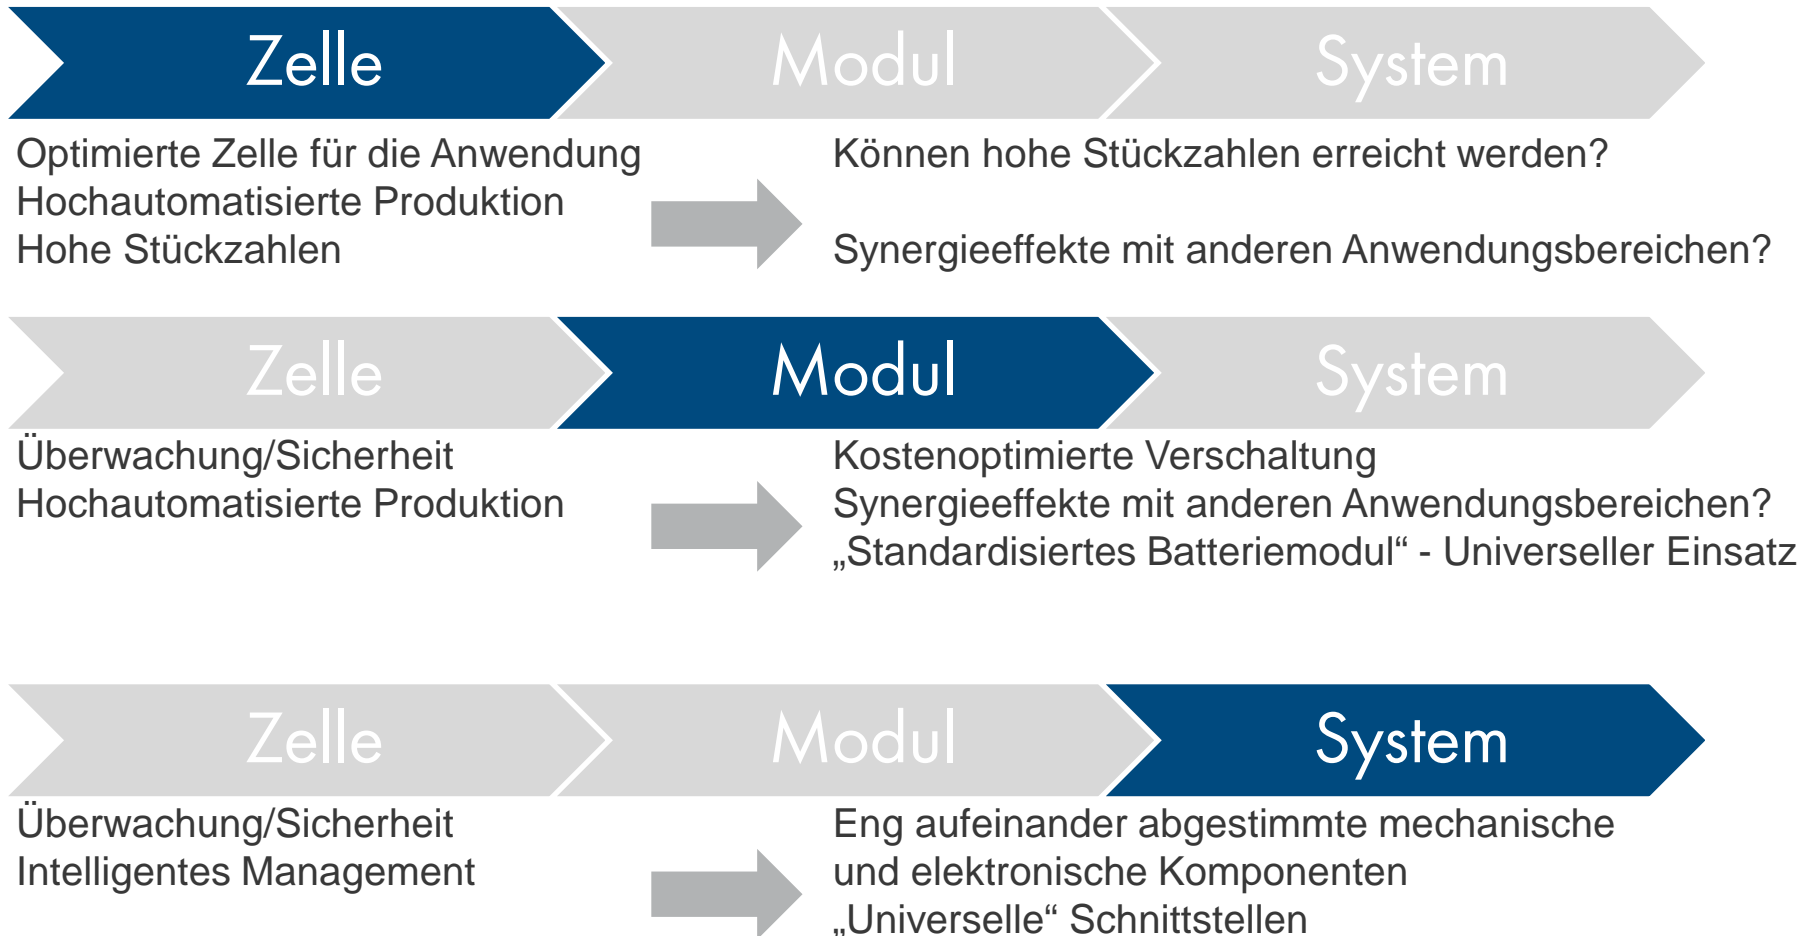 Zelle Modul System
Optimierte Zelle für die Anwendung
Hochautomatisierte Produktion
Hohe Stückzahlen
Können hohe Stückzahlen erreicht werden?
Synergieeffekte mit anderen Anwendungsbereichen?
Zelle Modul System
Überwachung/Sicherheit
Hochautomatisierte Produktion
Kostenoptimierte Verschaltung
Synergieeffekte mit anderen Anwendungsbereichen?
„Standardisiertes Batteriemodul“ - Universeller Einsatz
Zelle Modul System
Überwachung/Sicherheit
Intelligentes Management
Eng aufeinander abgestimmte mechanische
und elektronische Komponenten
„Universelle“ Schnittstellen